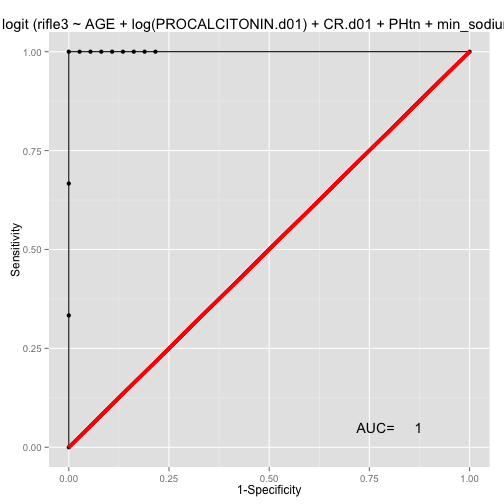 logit (rifle3 ~ AGE + log(PROCALCITONIN.d01) + CR.d01 + PHtn + min_sodiu
1.00
0.75
0.50
0.25
0.00
Sensitivity
AUC= 1
0.00 0.25 0.50 0.75 1.00
1-Specificity